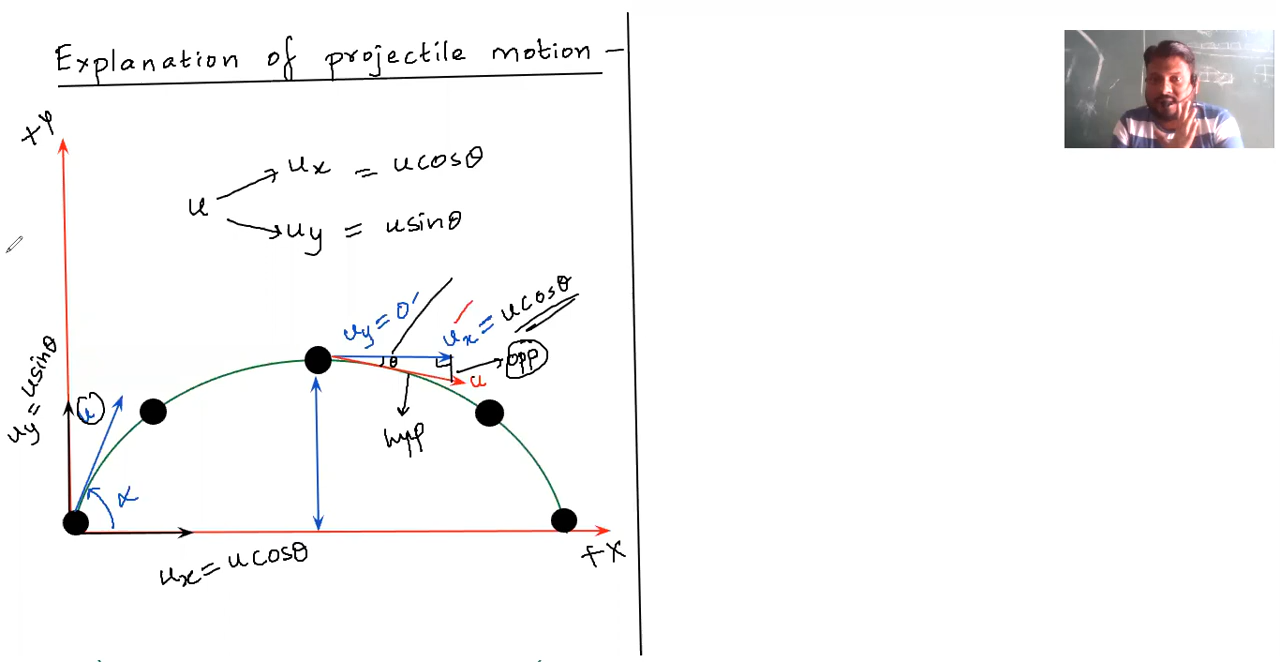 Explanation of projectile motion -
+y
u
ux = ucosθ
uy = usinθ
uy = 0
ux = ucosθ
θ
opp
u
hyp
uy = usinθ
u
α
ux = ucosθ
+x